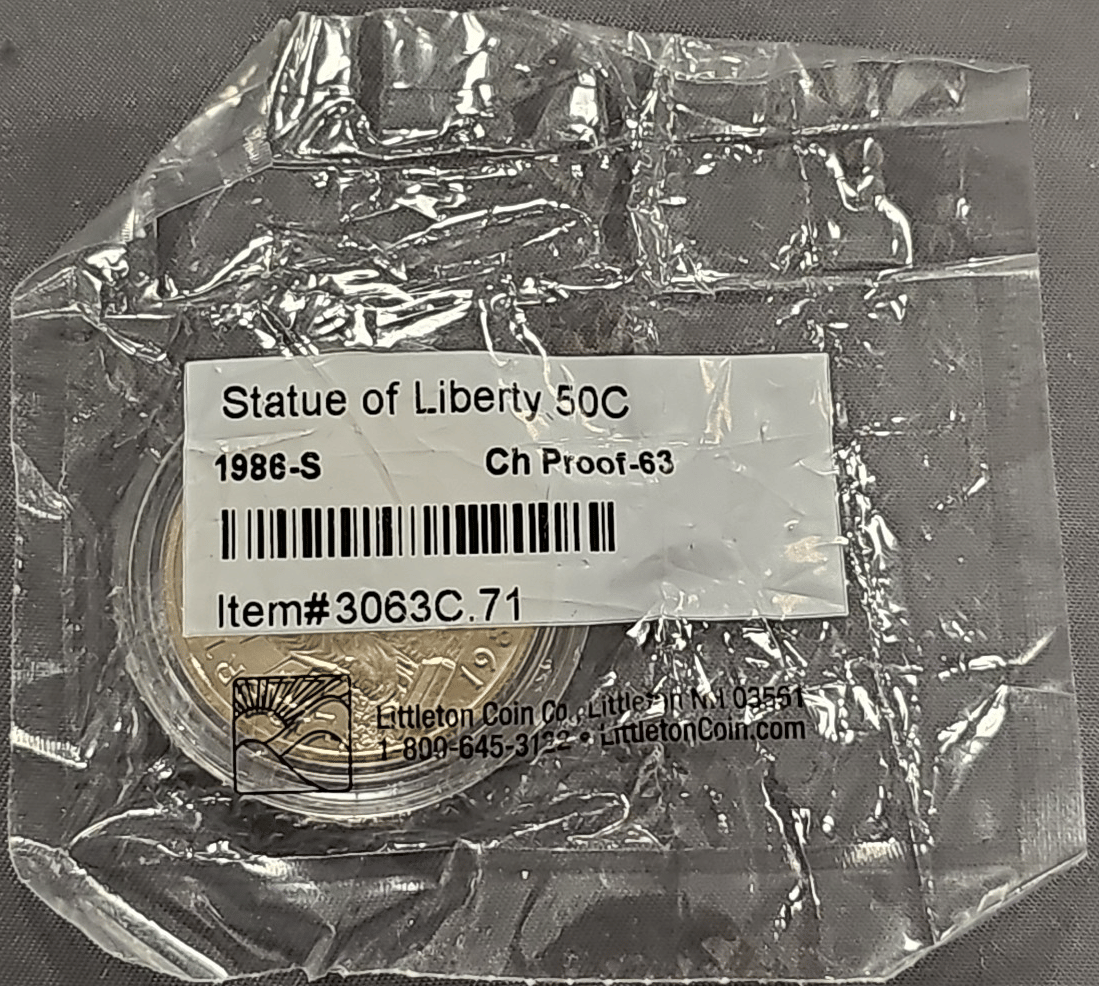 Statue of Liberty 50C
1986-S Ch Proof-63
Item#3063C.71
Littleton Coin Co., Littleton NH 03561
1-800-645-3122 • LittletonCoin.com